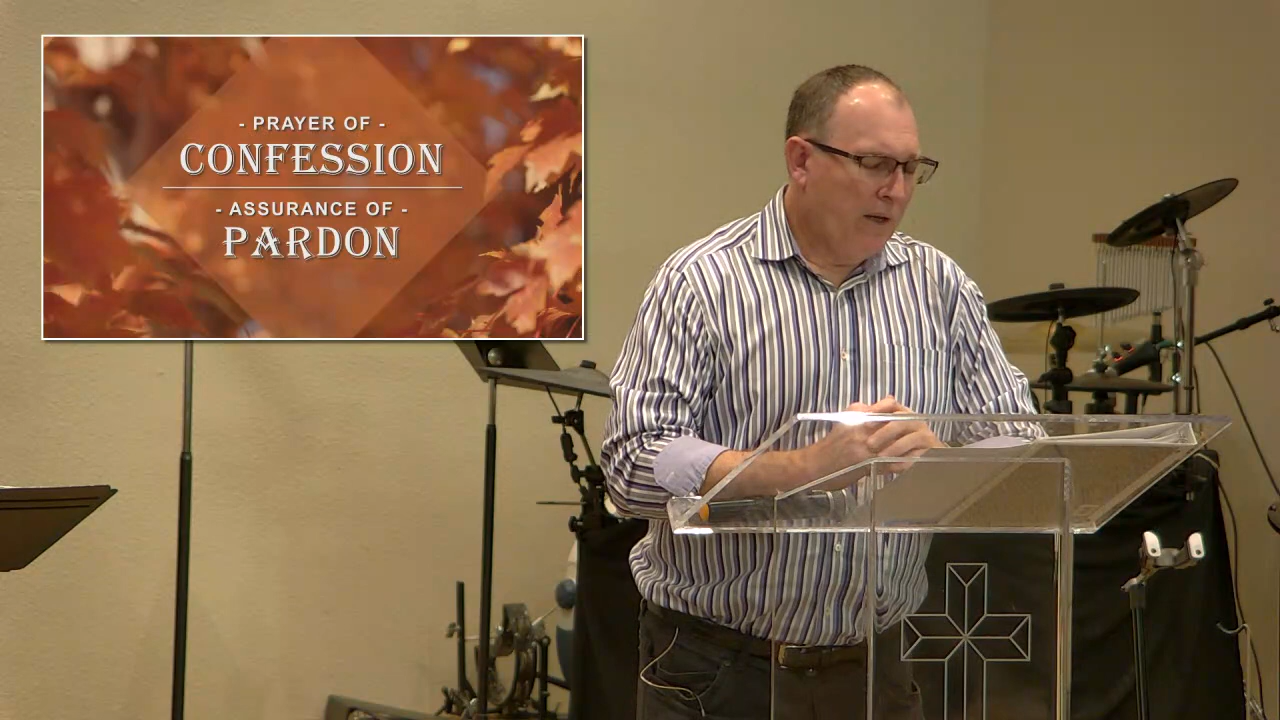 - PRAYER OF -
CONFESSION
- ASSURANCE OF -
PARDON